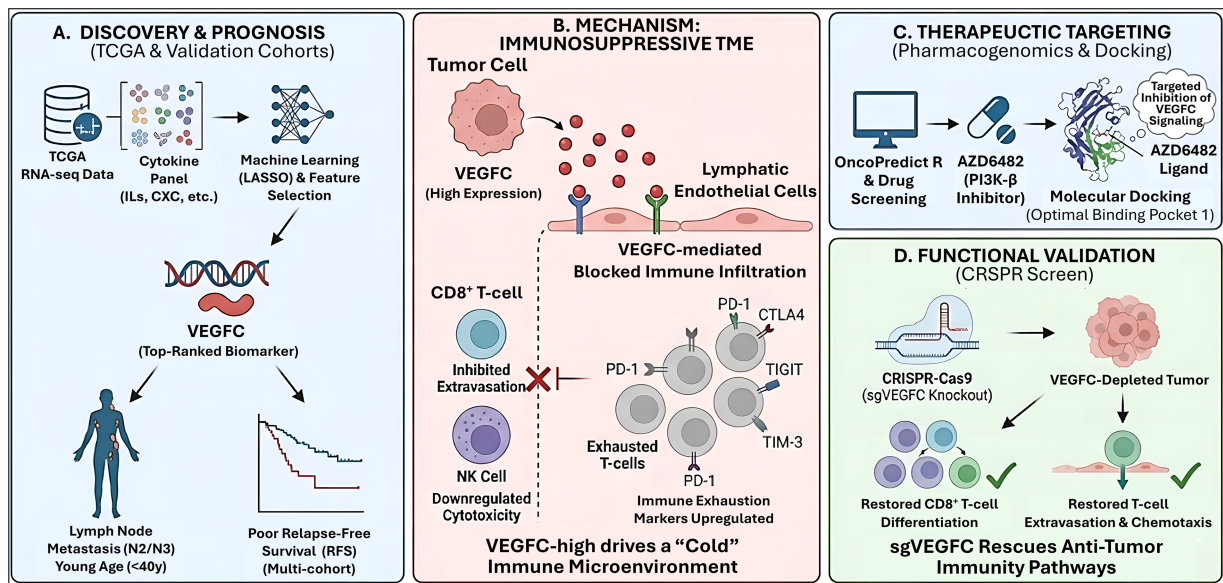 A. DISCOVERY & PROGNOSIS
(TCGA & Validation Cohorts)
TCGA
RNA-seq Data
Cytokine
Panel
(ILs, CXC, etc.)
Machine Learning
(LASSO) & Feature
Selection
VEGFC
(Top-Ranked Biomarker)
Lymph Node
Metastasis (N2/N3)
Young Age (<40y)
Poor Relapse-Free
Survival (RFS)
(Multi-cohort)
B. MECHANISM:
IMMUNOSUPPRESSIVE TME
Tumor Cell
VEGFC
(High Expression)
Lymphatic
Endothelial Cells
VEGFC-mediated
Blocked Immune Infiltration
CD8⁺ T-cell
Inhibited
Extravasation
NK Cell
Downregulated
Cytotoxicity
PD-1
CTLA4
PD-1
TIGIT
TIM-3
Exhausted
T-cells
PD-1
Immune Exhaustion
Markers Upregulated
VEGFC-high drives a “Cold”
Immune Microenvironment
C. THERAPEUCTIC TARGETING
(Pharmacogenomics & Docking)
OncoPredict R
& Drug
Screening
AZD6482
(PI3K-β
Inhibitor)
Targeted
Inhibition of
VEGFC
Signaling
AZD6482
Ligand
Molecular Docking
(Optimal Binding Pocket 1)
D. FUNCTIONAL VALIDATION
(CRSPR Screen)
CRISPR-Cas9
(sgVEGFC Knockout)
VEGFC-Depleted Tumor
Restored CD8⁺ T-cell
Differentiation
Restored T-cell
Extravasation & Chemotaxis
sgVEGFC Rescues Anti-Tumor
Immunity Pathways